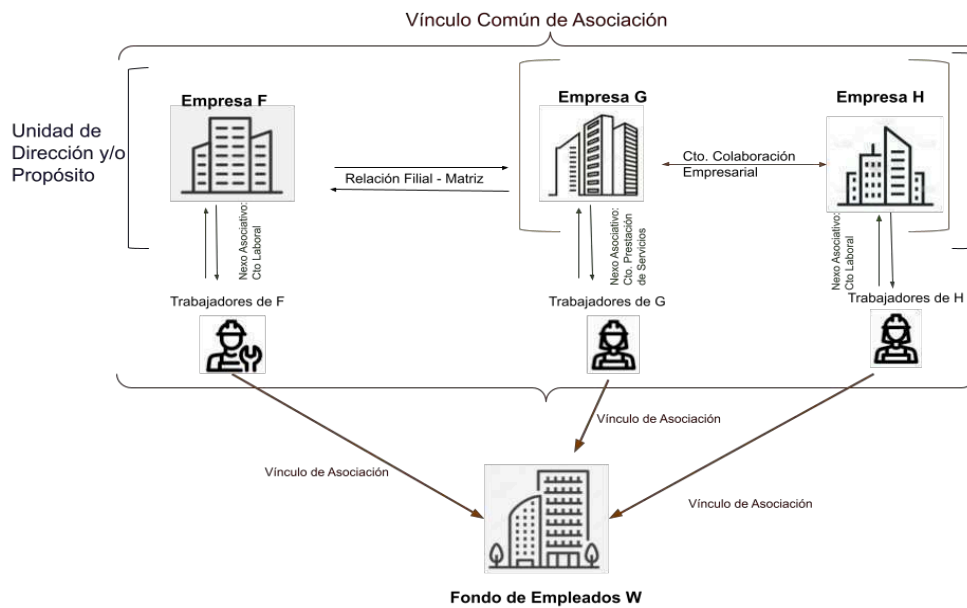 Vínculo Común de Asociación
Unidad de
Dirección y/o
Propósito
Empresa F
Empresa G
Empresa H
Relación Filial - Matriz
Cto. Colaboración
Empresarial
Nexo Asociativo:
Cto Laboral
Nexo Asociativo:
Cto. Prestación
de Servicios
Nexo Asociativo:
Cto Laboral
Trabajadores de F
Trabajadores de G
Trabajadores de H
Vínculo de Asociación
Vínculo de Asociación
Vínculo de Asociación
Fondo de Empleados W